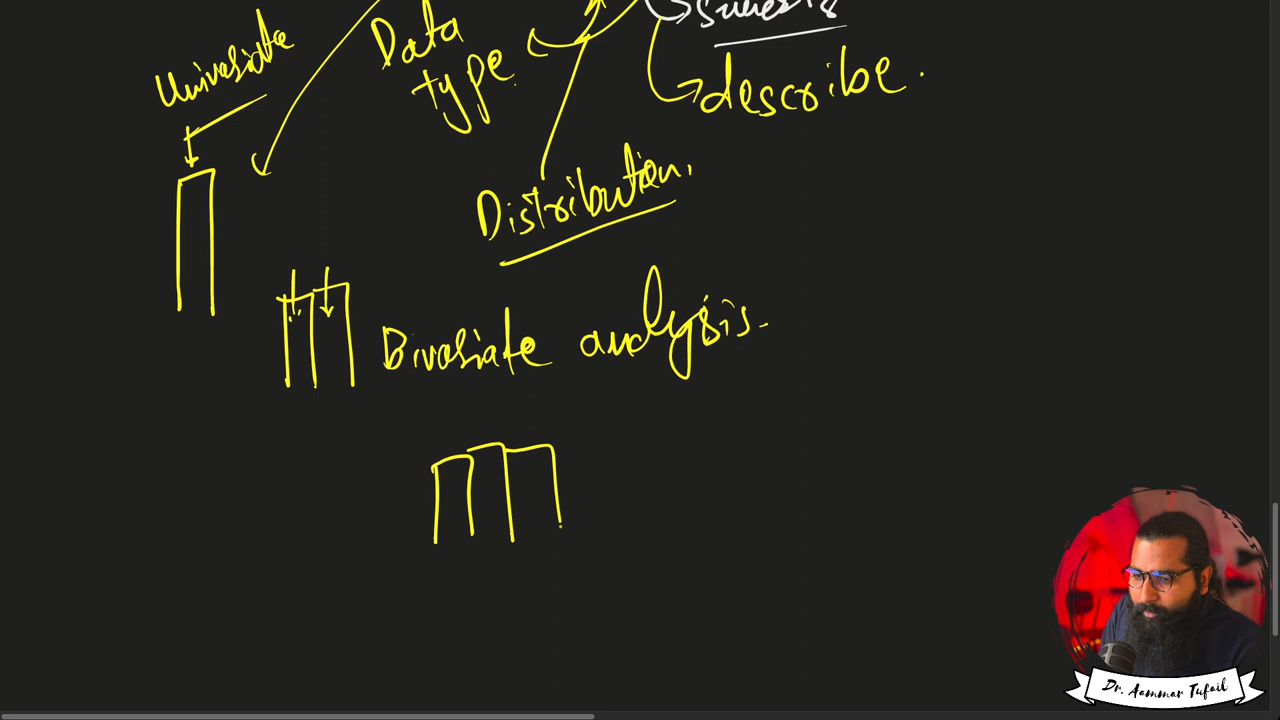 Univariate
Data
type
describe.
Distribution.
Bivariate analysis.
Dr. Aammar Tufail